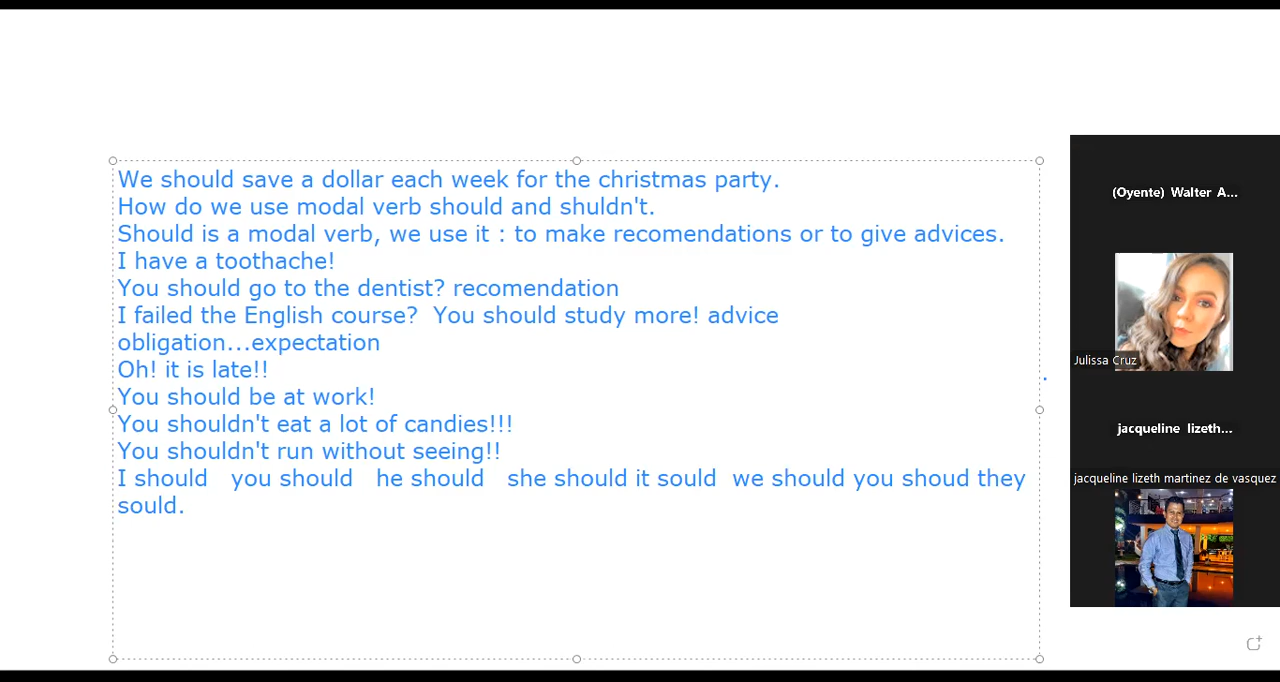 We should save a dollar each week for the christmas party.
How do we use modal verb should and shuldn't.
Should is a modal verb, we use it : to make recomendations or to give advices.
I have a toothache!
You should go to the dentist? recomendation
I failed the English course?  You should study more! advice
obligation...expectation
Oh! it is late!!
You should be at work!
You shouldn't eat a lot of candies!!!
You shouldn't run without seeing!!
I should   you should   he should   she should it sould  we should you shoud they
sould.
(Oyente) Walter A...
Julissa Cruz
jacqueline lizeth...
jacqueline lizeth martinez de vasquez